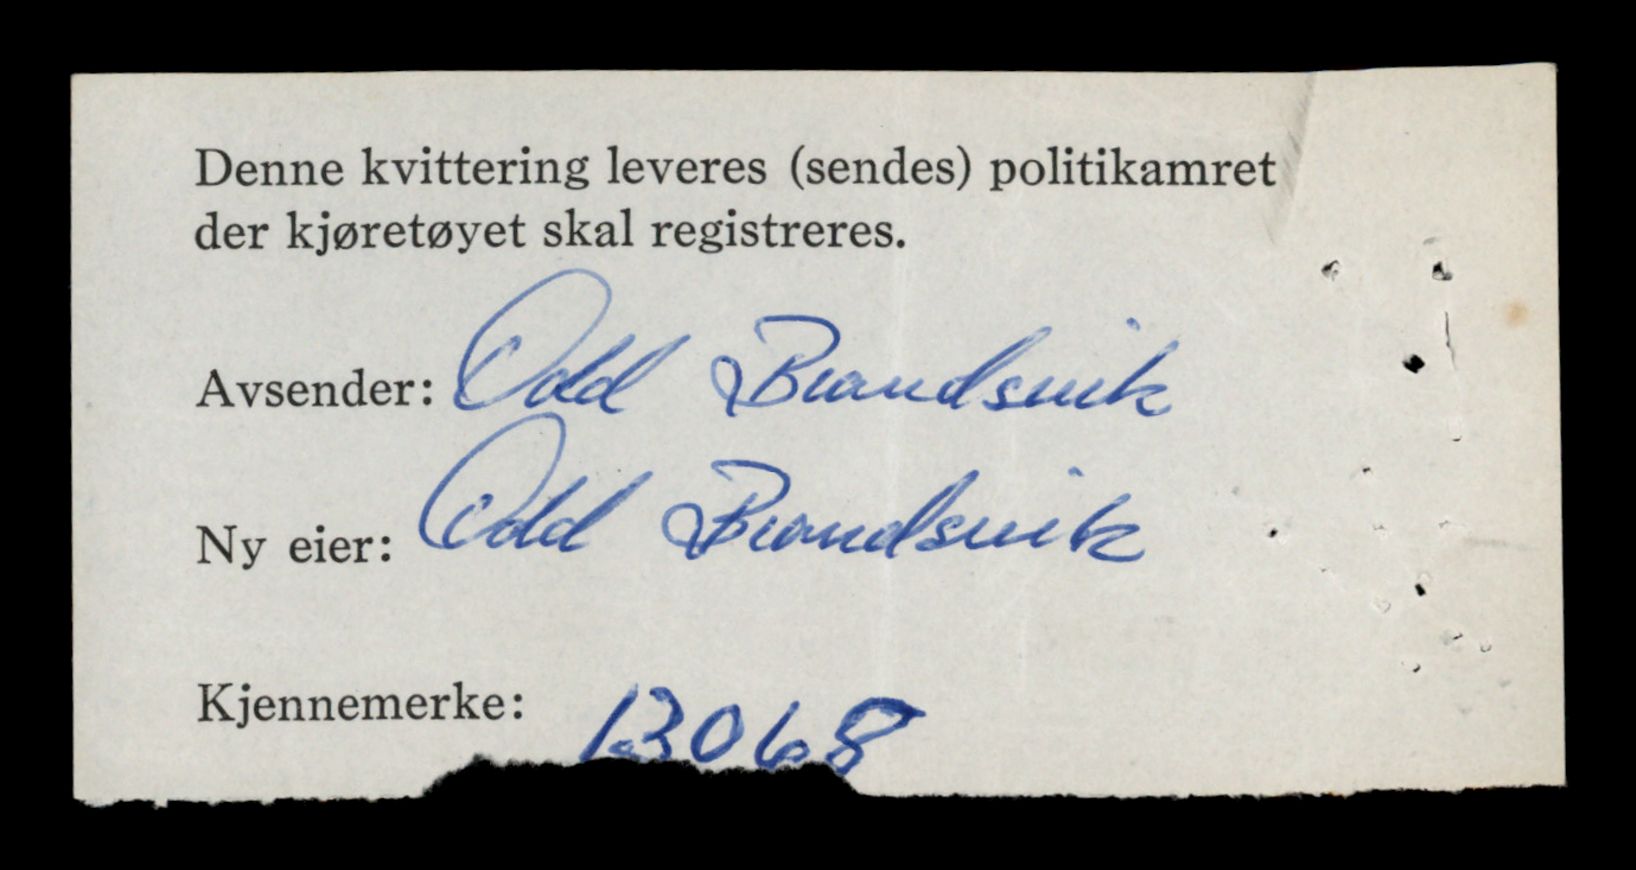 Denne kvittering leveres (sendes) politikamret
der kjøretøyet skal registreres.
Avsender: Odd Brandsvik
Ny eier: Odd Brandsvik
Kjennemerke: 13068